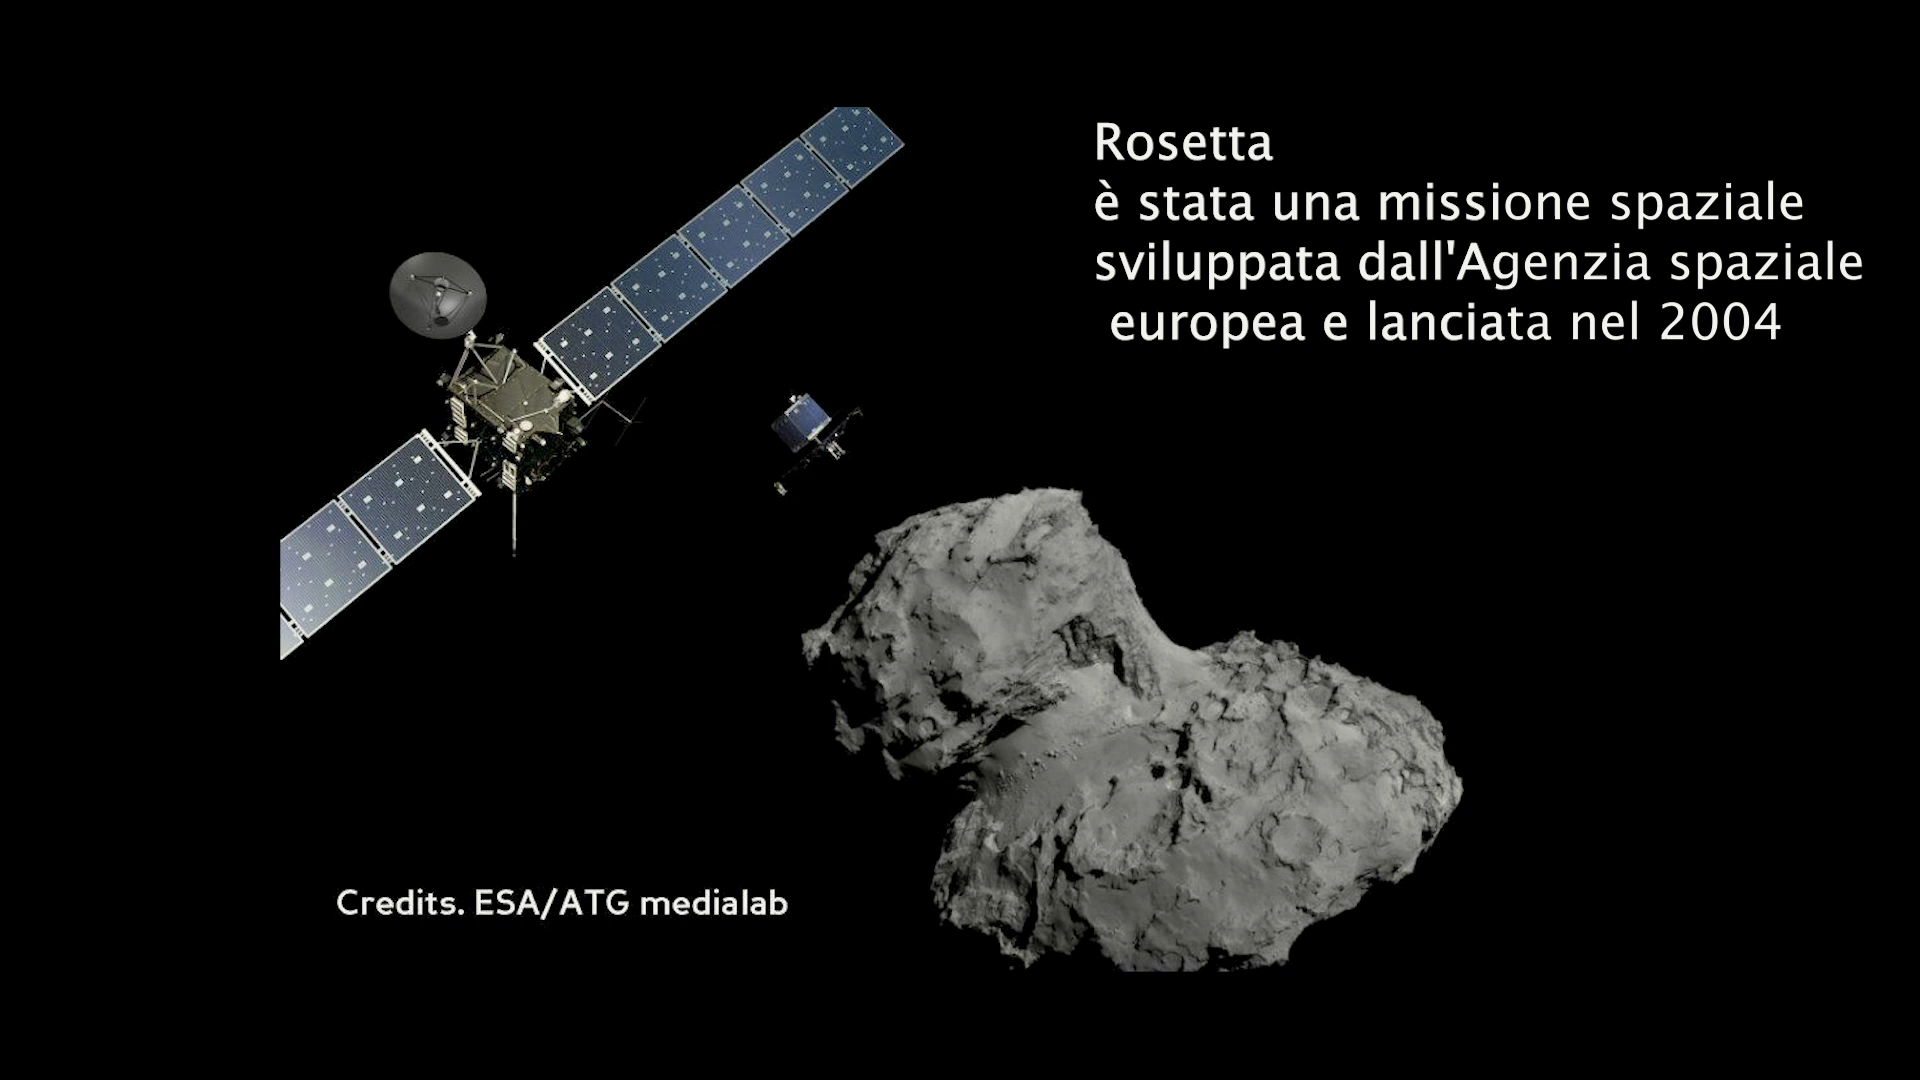 Rosetta
è stata una missione spaziale
sviluppata dall'Agenzia spaziale
europea e lanciata nel 2004
Credits. ESA/ATG medialab